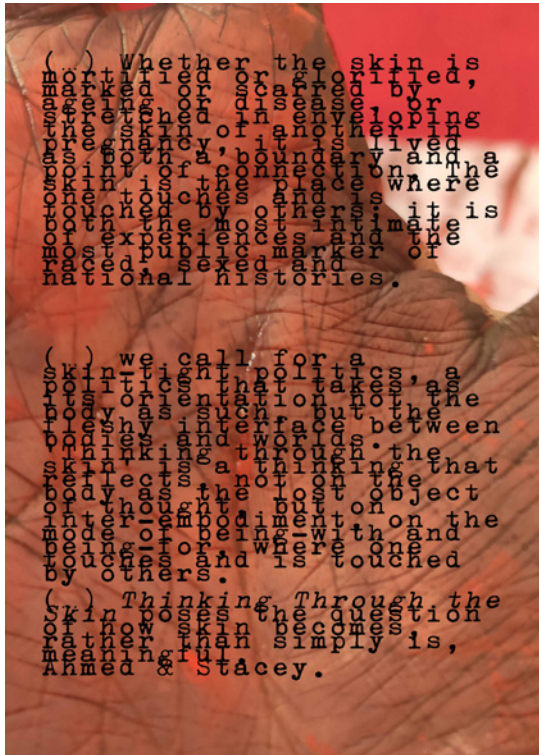 (…) Whether the skin is
mortified or glorified,
marked or scarred by
ageing or disease, or
stretched in enveloping
the skin of another in
pregnancy, it is lived
as both a boundary and a
point of connection. The
skin is the place where
one touches and is
touched by others; it is
both the most intimate
of experiences and the
most public marker of
raced, sexed and
national histories.
(…) we call for a
skin-tight politics, a
politics that takes as
its orientation not the
body as such, but the
fleshy interface between
bodies and worlds.
'Thinking through the
skin' is a thinking that
reflects, not on the
body as the lost object
of thought, but on
inter-embodiment, on the
mode of being-with and
being-for, where one
touches and is touched
by others.
(…) Thinking Through the
Skin poses the question
of how skin becomes,
rather than simply is,
meaningful.
Ahmed & Stacey.